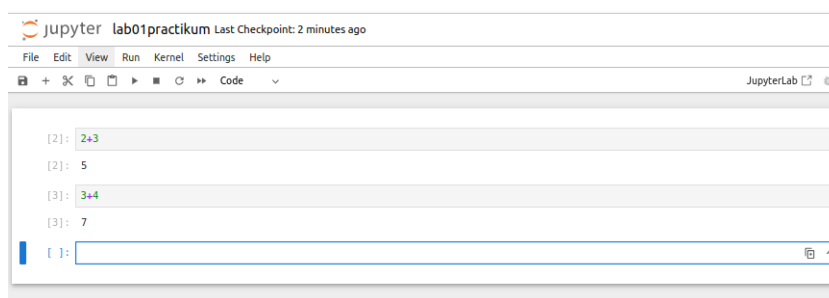 jupyter lab01practikum Last Checkpoint: 2 minutes ago
File Edit View Run Kernel Settings Help
Code JupyterLab
[2]: 2+3
[2]: 5
[3]: 3+4
[3]: 7
[ ]: